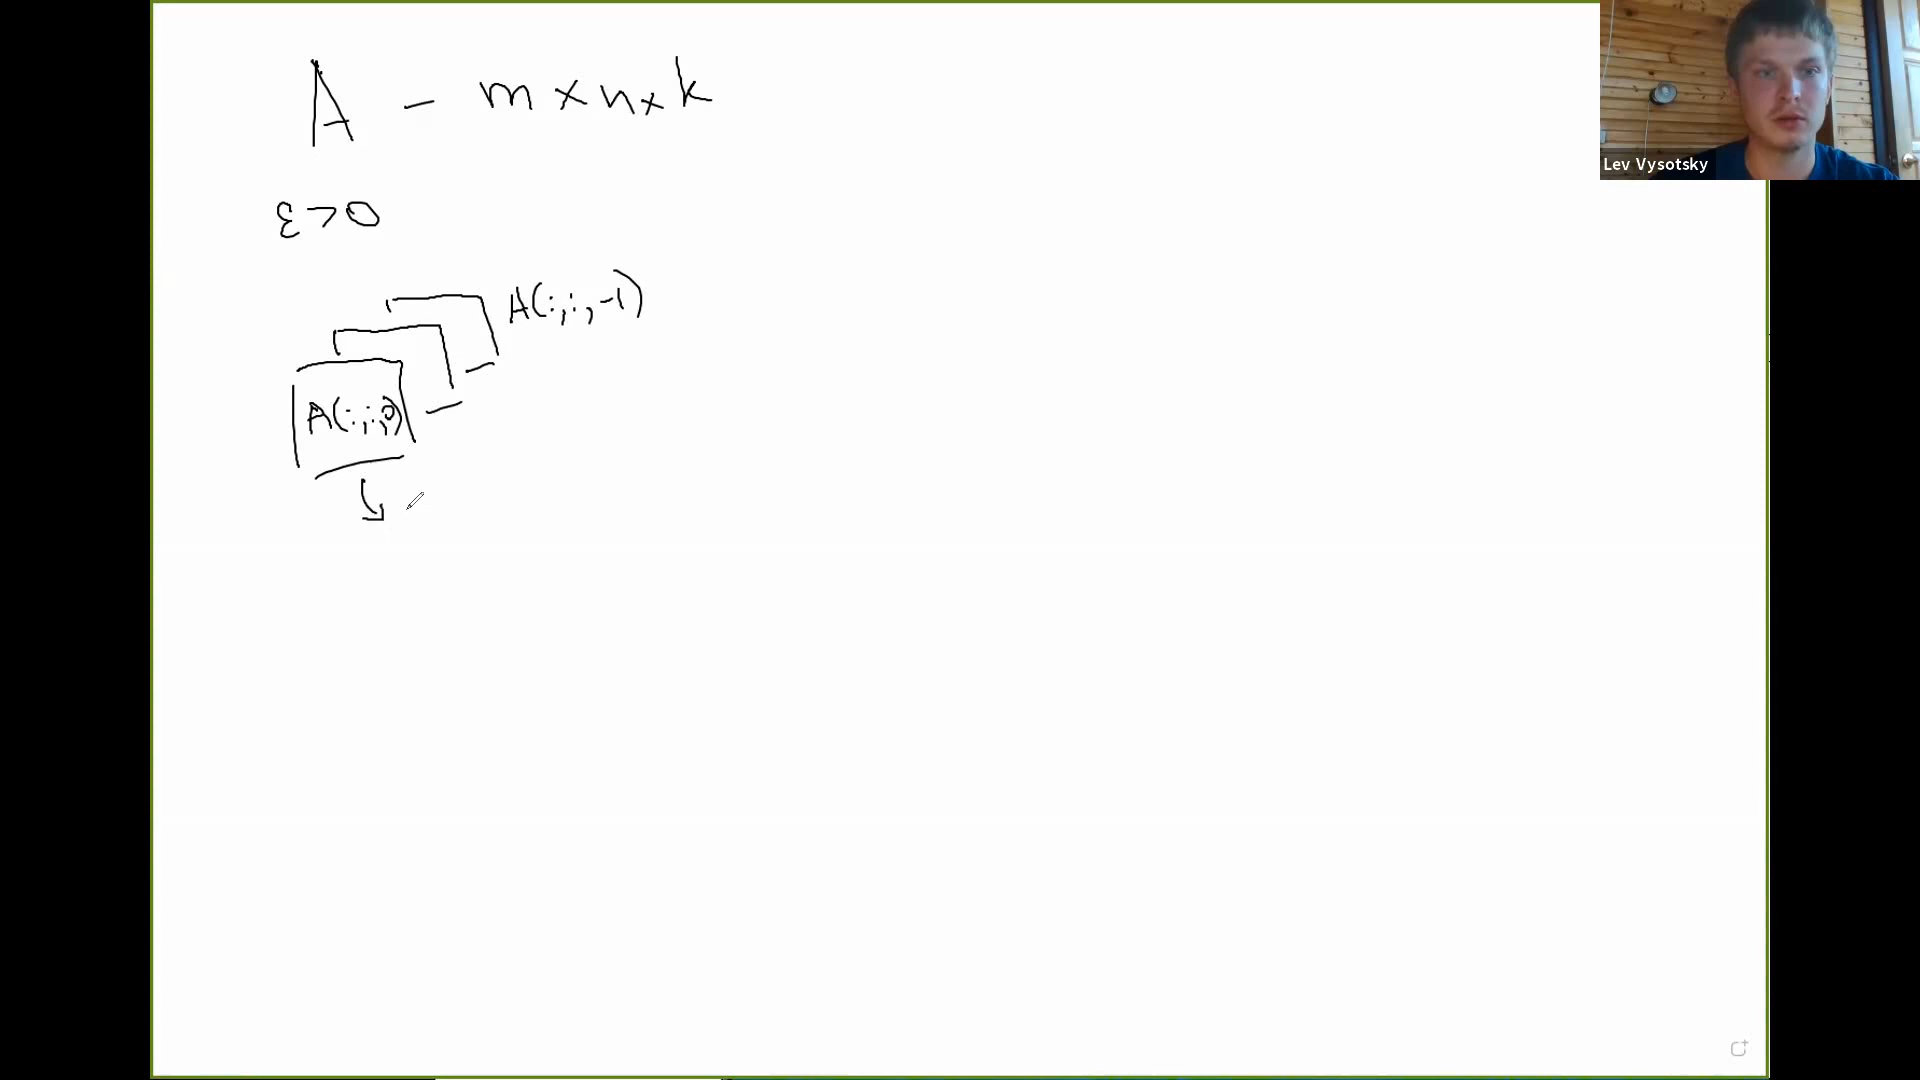 A - m × n × k
Lev Vysotsky
ε > 0
A(:,:,-1)
A(:,:,0)